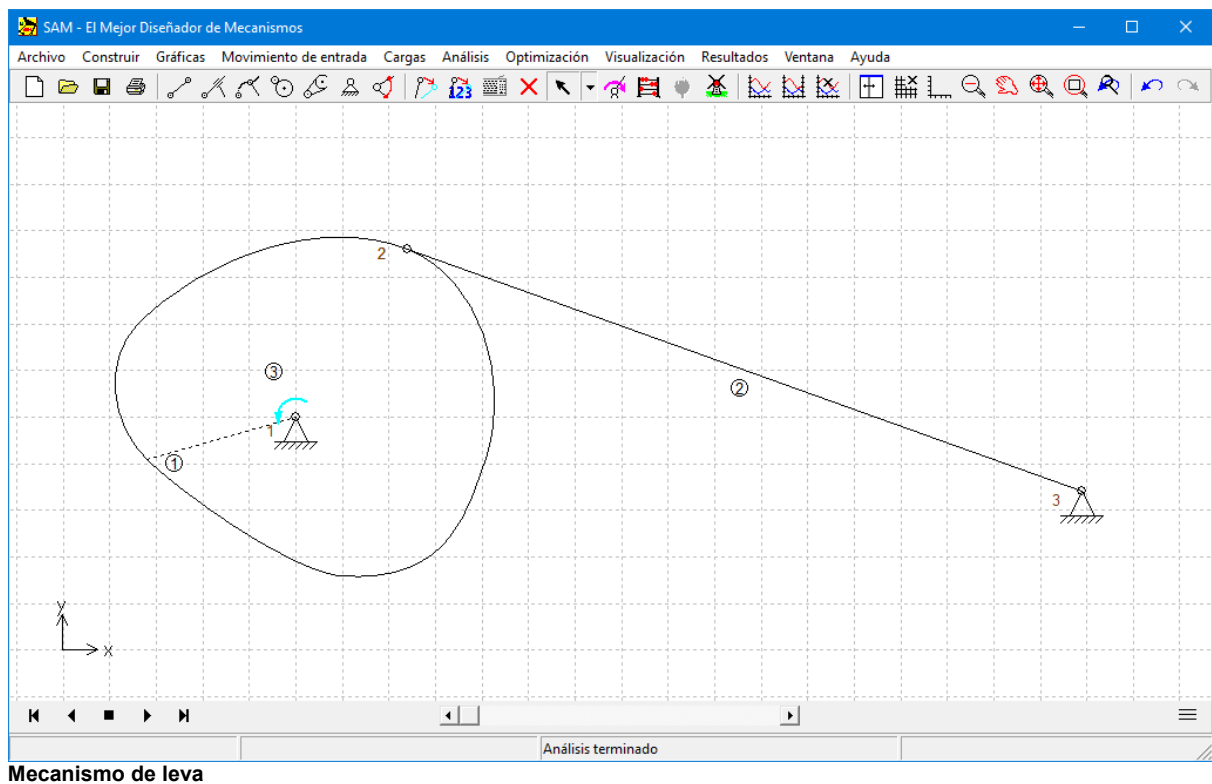 SAM - El Mejor Diseñador de Mecanismos
Archivo Construir Gráficas Movimiento de entrada Cargas Análisis Optimización Visualización Resultados Ventana Ayuda
123
2
3
2
1
1
3
y
x
Análisis terminado
Mecanismo de leva